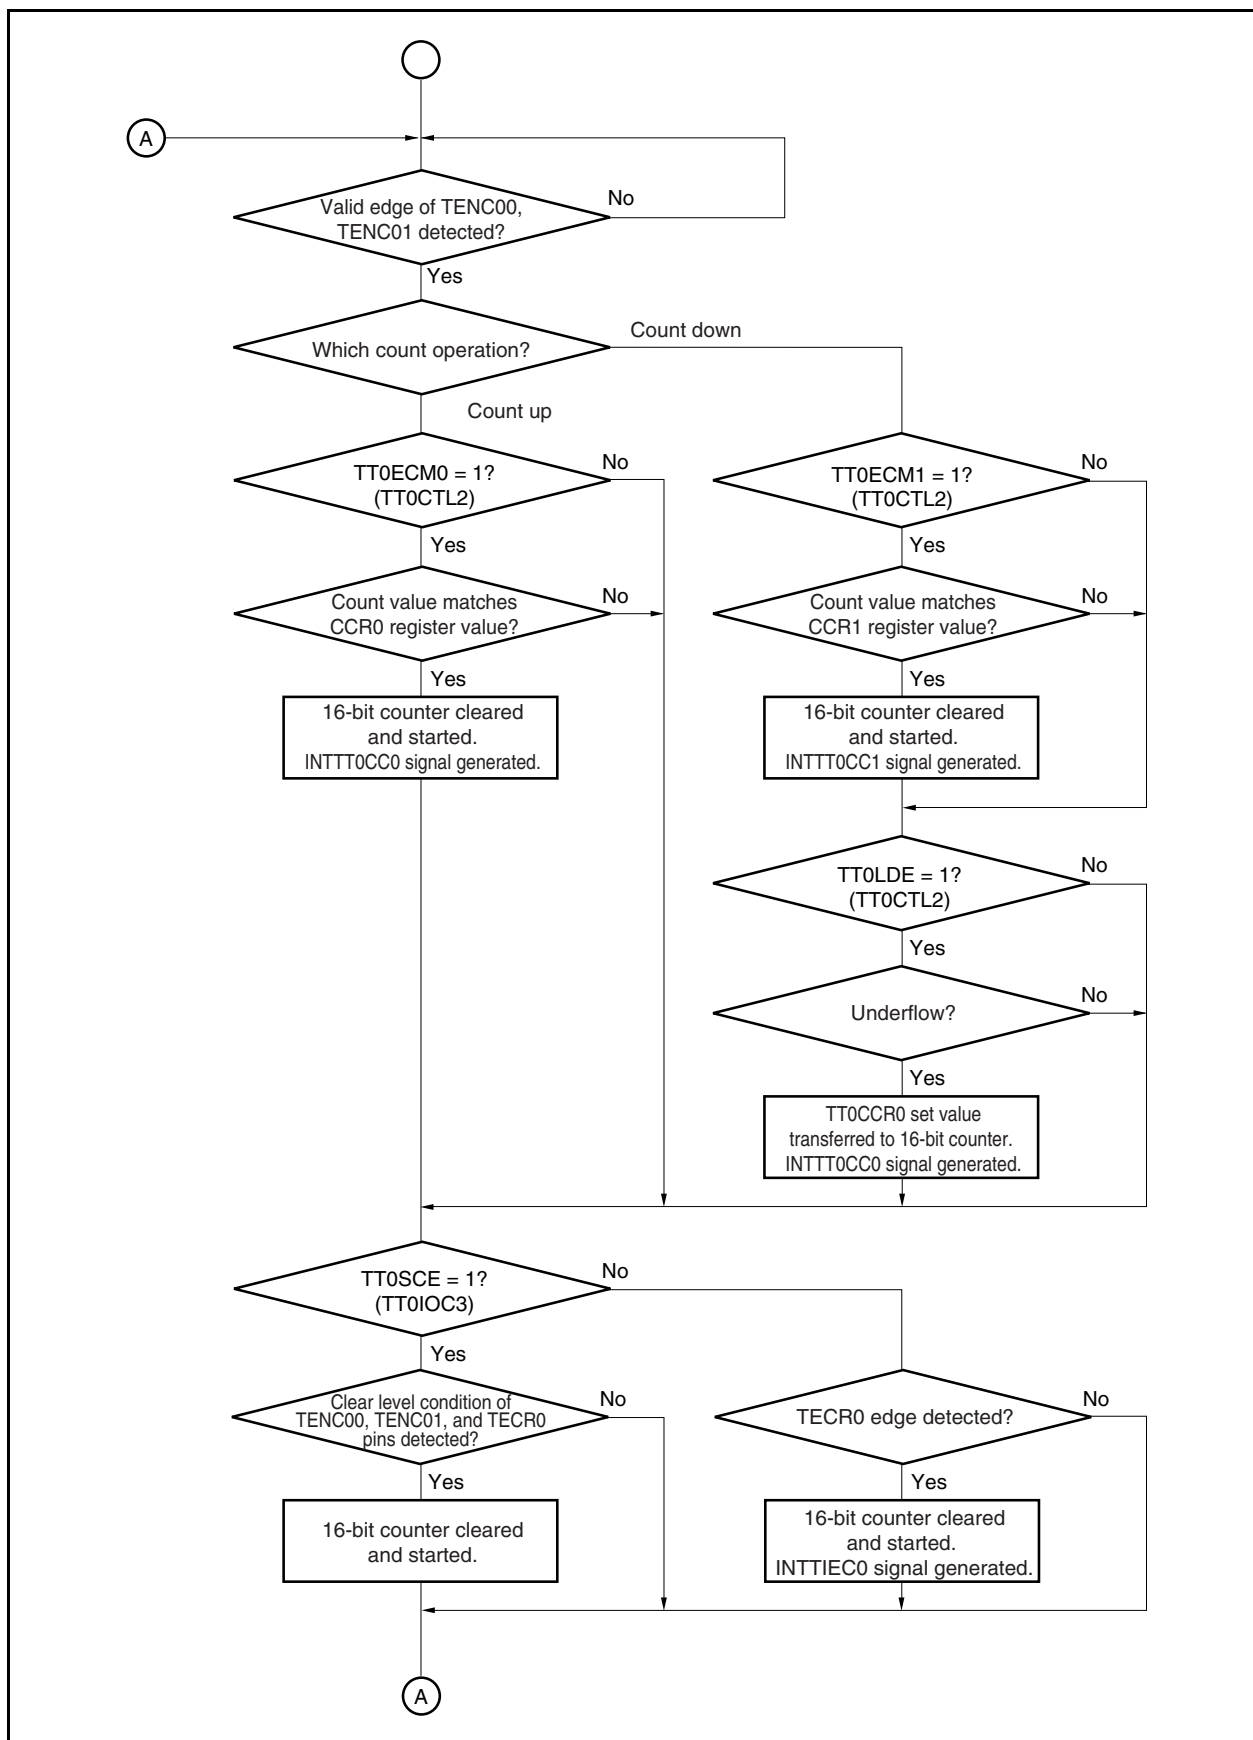 A
Valid edge of TENC00,
TENC01 detected?
No
Yes
Which count operation?
Count down
Count up
TT0ECM0 = 1?
(TT0CTL2)
No
Yes
TT0ECM1 = 1?
(TT0CTL2)
No
Yes
Count value matches
CCR0 register value?
No
Yes
Count value matches
CCR1 register value?
No
Yes
16-bit counter cleared
and started.
INTTT0CC0 signal generated.
16-bit counter cleared
and started.
INTTT0CC1 signal generated.
TT0LDE = 1?
(TT0CTL2)
No
Yes
Underflow?
No
Yes
TT0CCR0 set value
transferred to 16-bit counter.
INTTT0CC0 signal generated.
TT0SCE = 1?
(TT0IOC3)
No
Yes
Clear level condition of
TENC00, TENC01, and TECR0
pins detected?
No
Yes
TECR0 edge detected?
No
Yes
16-bit counter cleared
and started.
16-bit counter cleared
and started.
INTTIEC0 signal generated.
A